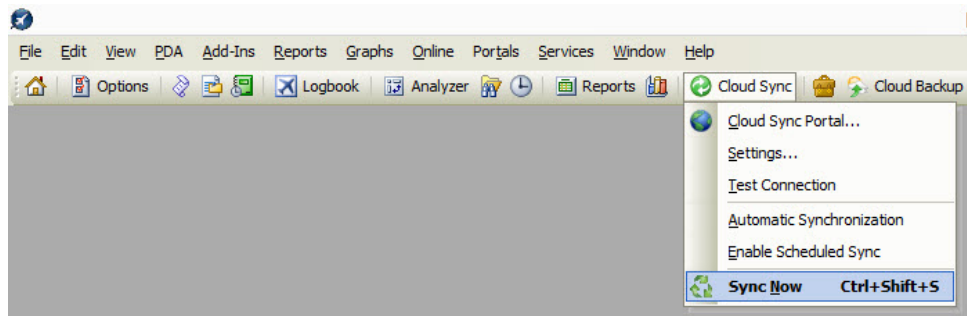 File Edit View PDA Add-Ins Reports Graphs Online Portals Services Window Help
Options Logbook Analyzer Reports Cloud Sync Cloud Backup
Cloud Sync Portal...
Settings...
Test Connection
Automatic Synchronization
Enable Scheduled Sync
Sync Now Ctrl+Shift+S